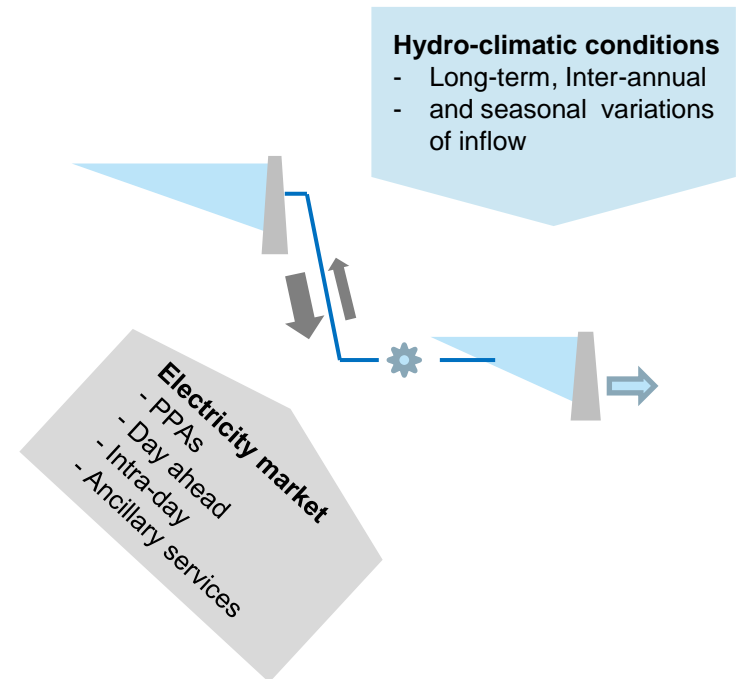 Hydro-climatic conditions
- Long-term, Inter-annual
- and seasonal variations
of inflow
Electricity market
- PPAs
- Day ahead
- Intra-day
- Ancillary services